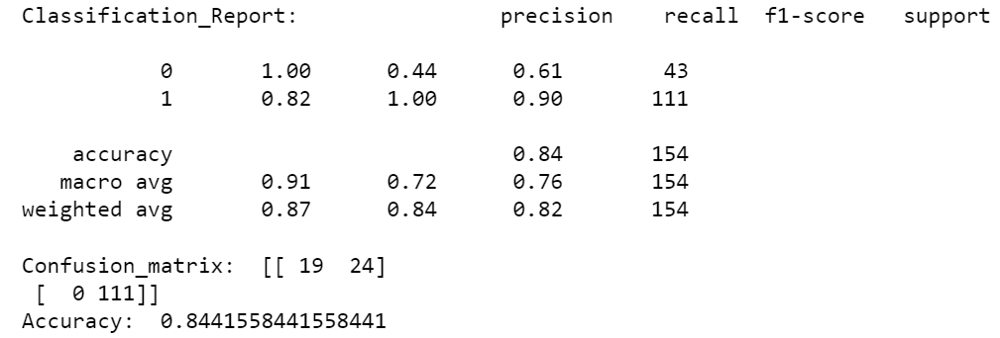 Classification_Report:                precision    recall  f1-score   support

           0       1.00      0.44      0.61        43
           1       0.82      1.00      0.90       111

    accuracy                           0.84       154
   macro avg       0.91      0.72      0.76       154
weighted avg       0.87      0.84      0.82       154

Confusion_matrix:  [[ 19  24]
 [  0 111]]
Accuracy:  0.8441558441558441